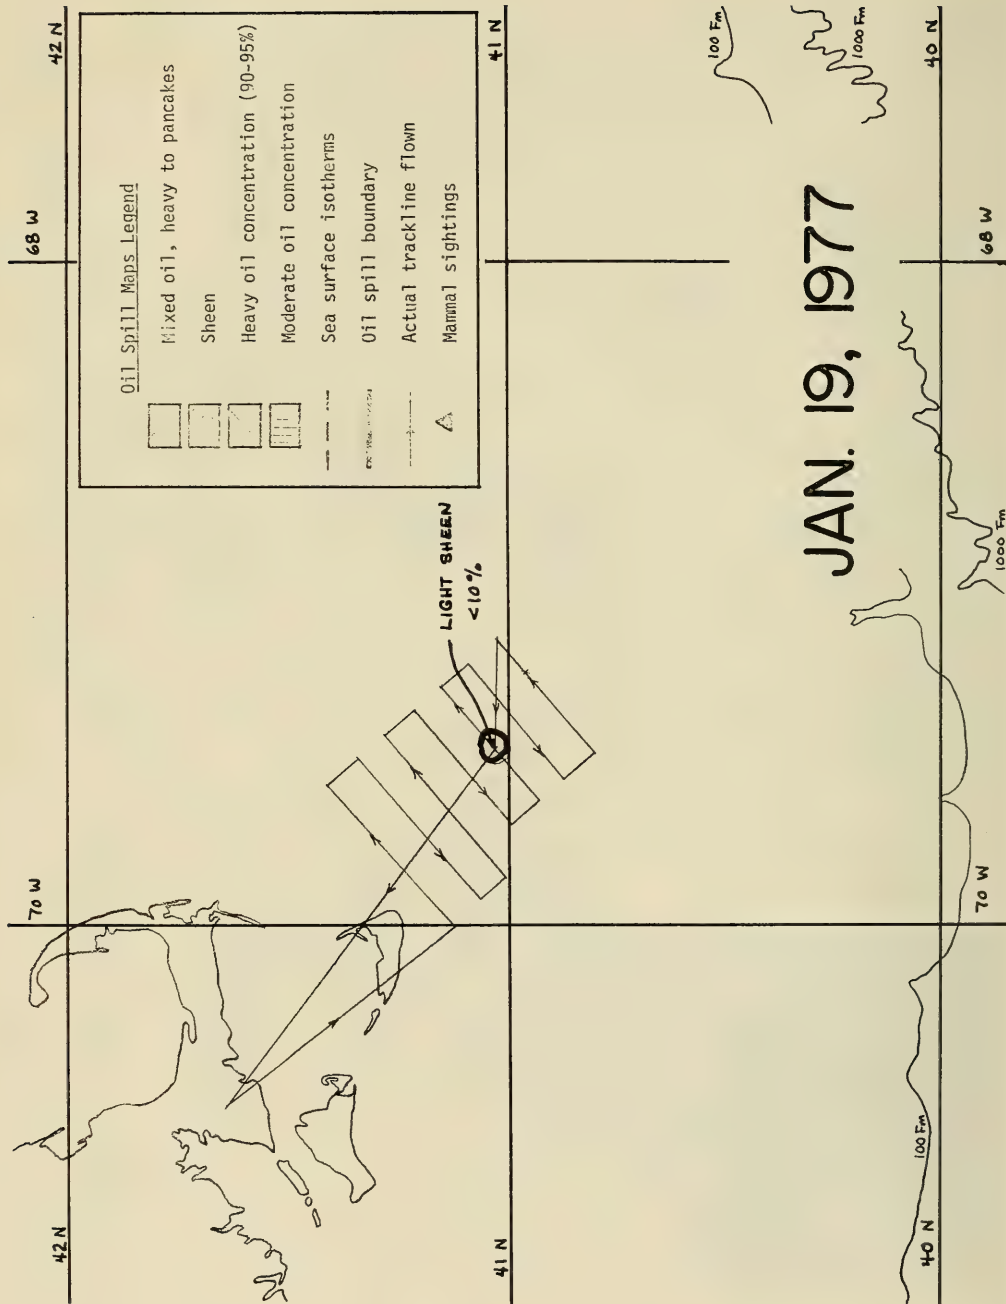 42 N
68 W
Oil Spill Maps Legend
Mixed oil, heavy to pancakes
Sheen
Heavy oil concentration (90-95%)
Moderate oil concentration
Sea surface isotherms
Oil spill boundary
Actual trackline flown
Mammal sightings
70 W
42 N
41 N
LIGHT SHEEN
<10%
41 N
100 Fm
1000 Fm
JAN. 19, 1977
40 N
68 W
1000 Fm
70 W
100 Fm
40 N